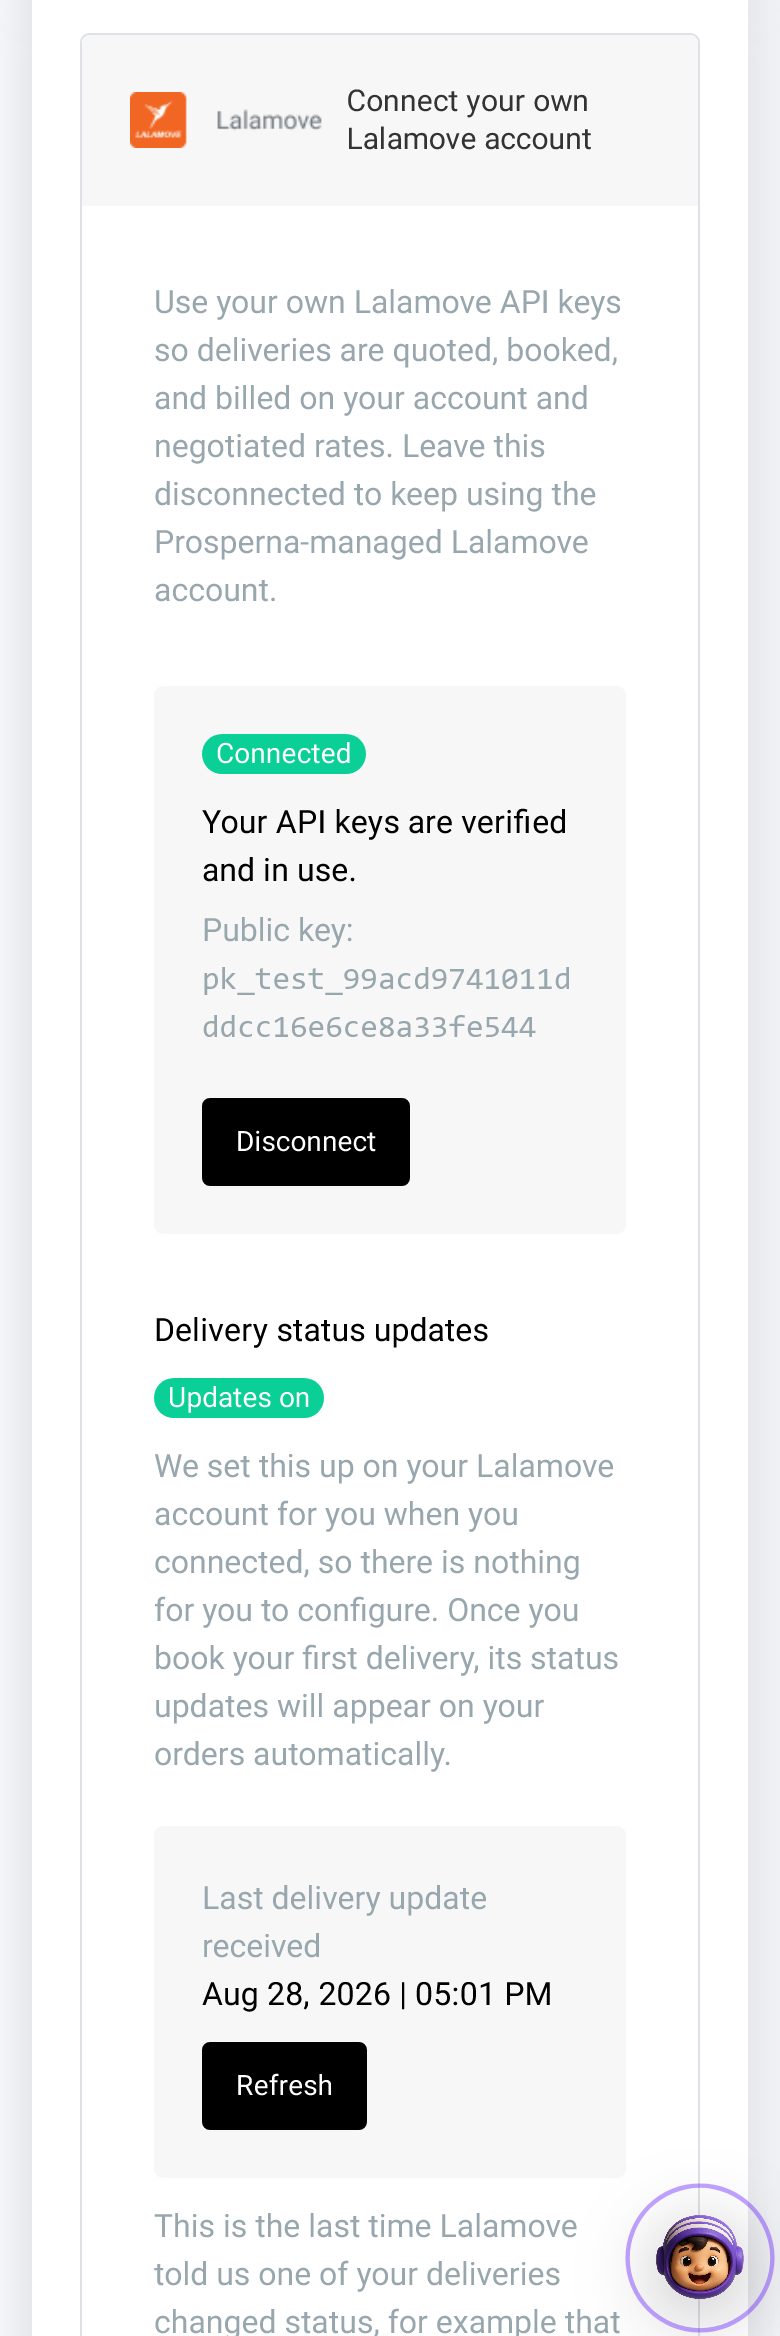 LALAMOVE
Lalamove
Connect your own
Lalamove account
Use your own Lalamove API keys
so deliveries are quoted, booked,
and billed on your account and
negotiated rates. Leave this
disconnected to keep using the
Prosperna-managed Lalamove
account.
Connected
Your API keys are verified
and in use.
Public key:
pk_test_99acd9741011d
ddcc16e6ce8a33fe544
Disconnect
Delivery status updates
Updates on
We set this up on your Lalamove
account for you when you
connected, so there is nothing
for you to configure. Once you
book your first delivery, its status
updates will appear on your
orders automatically.
Last delivery update
received
Aug 28, 2026 | 05:01 PM
Refresh
This is the last time Lalamove
told us one of your deliveries
changed status, for example that